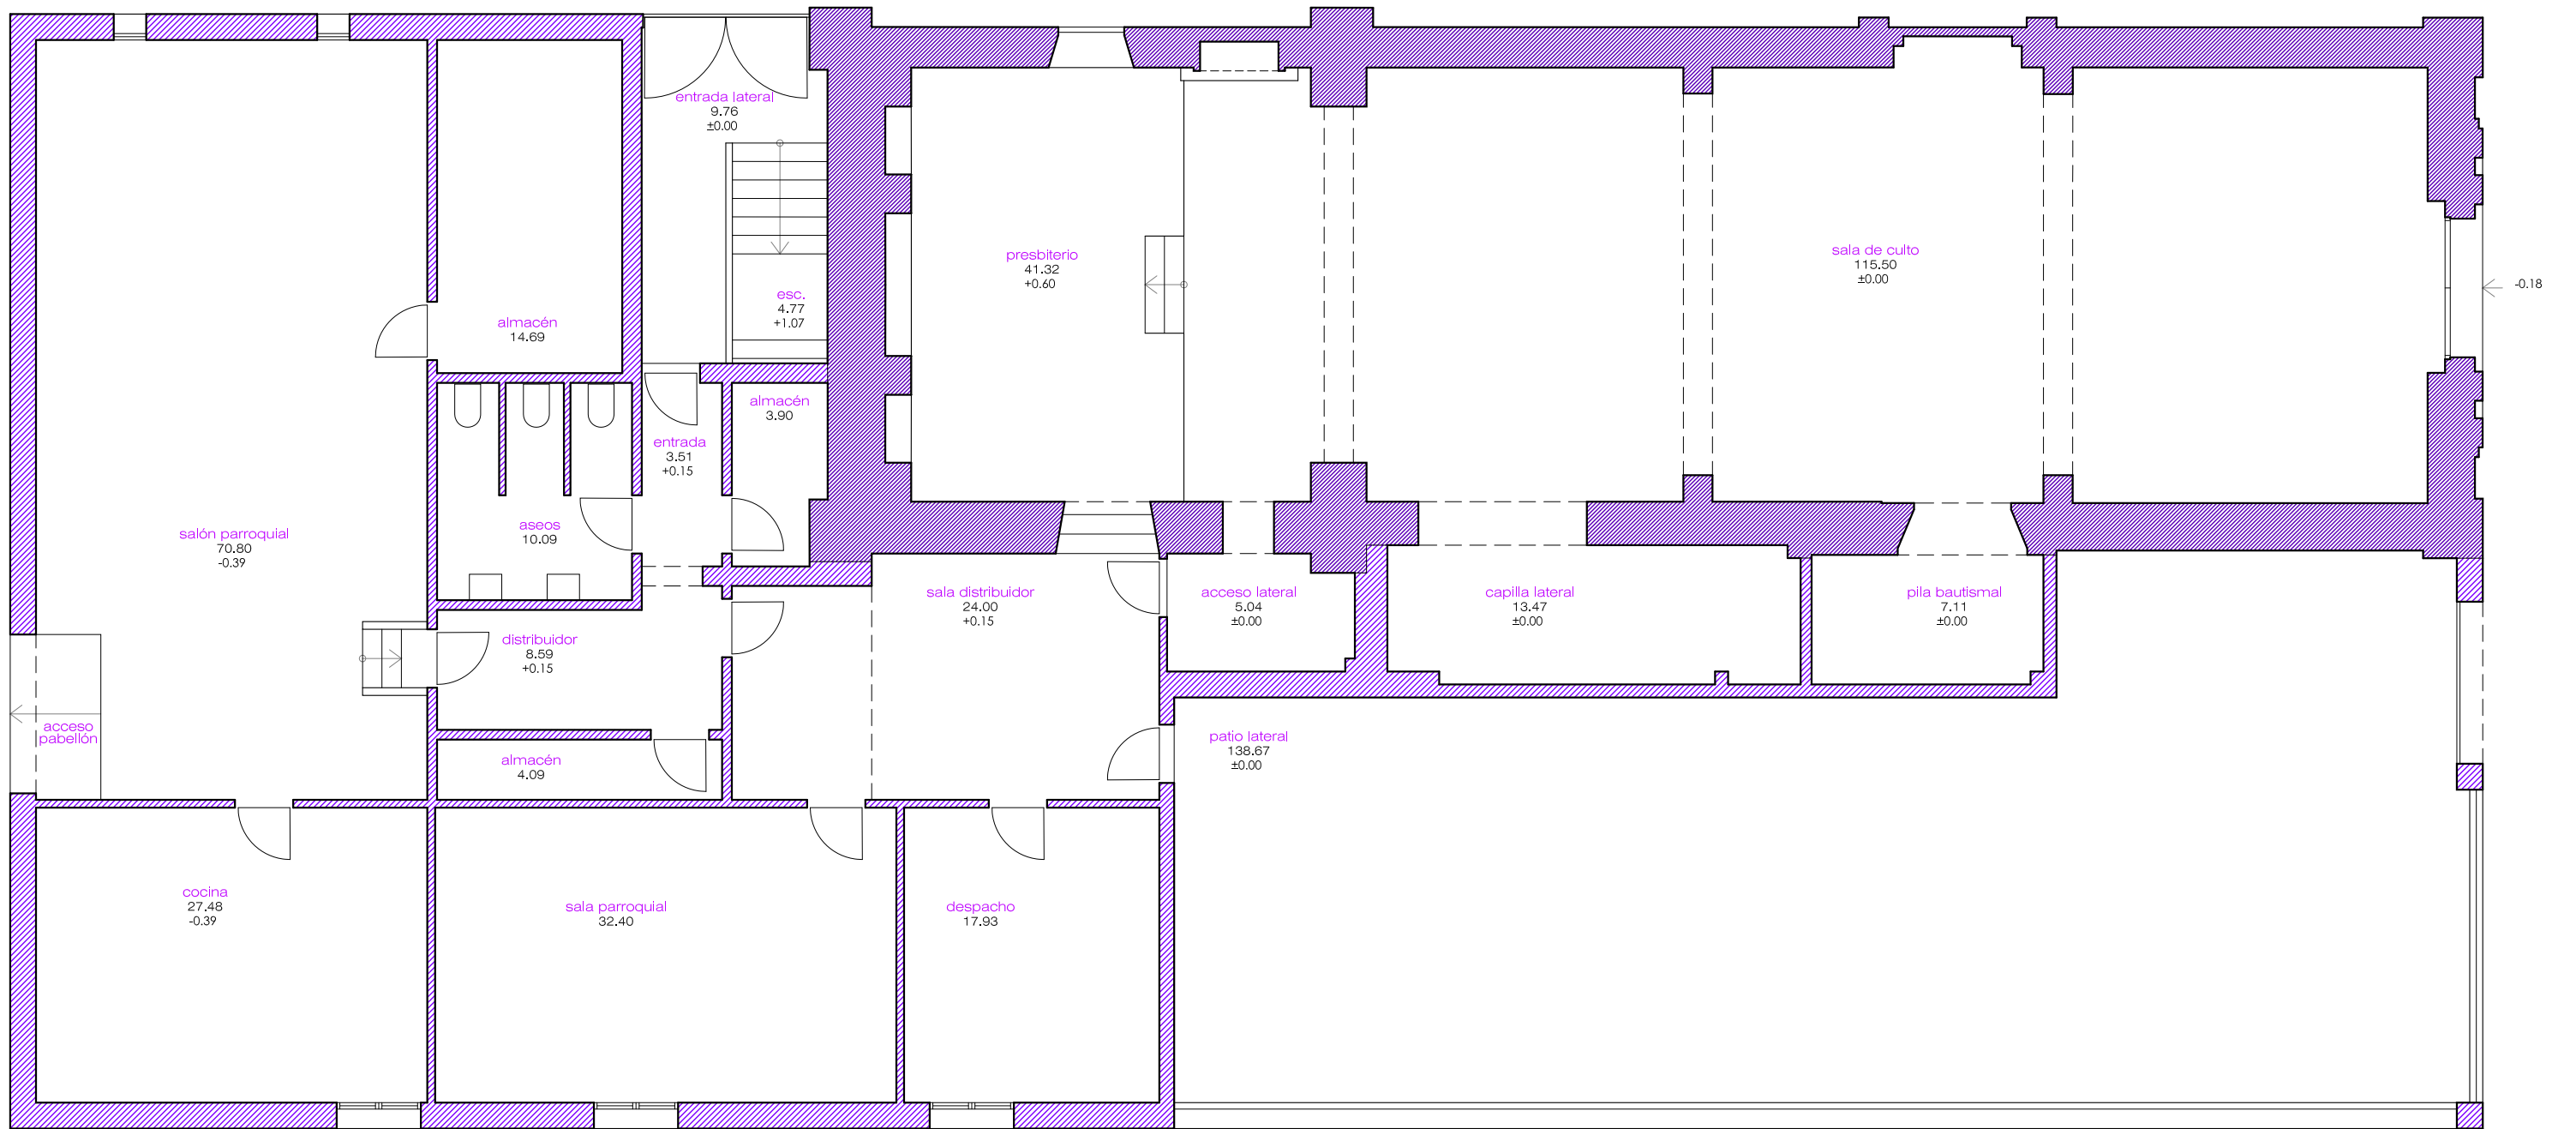 entrada lateral
9.76
±0.00
presbiterio
41.32
+0.60
sala de culto
115.50
±0.00
-0.18
esc.
4.77
+1.07
almacén
14.69
almacén
3.90
entrada
3.51
+0.15
salón parroquial
70.80
-0.39
aseos
10.09
sala distribuidor
24.00
+0.15
acceso lateral
5.04
±0.00
capilla lateral
13.47
±0.00
pila bautismal
7.11
±0.00
distribuidor
8.59
+0.15
acceso
pabellón
patio lateral
138.67
±0.00
almacén
4.09
cocina
27.48
-0.39
sala parroquial
32.40
despacho
17.93